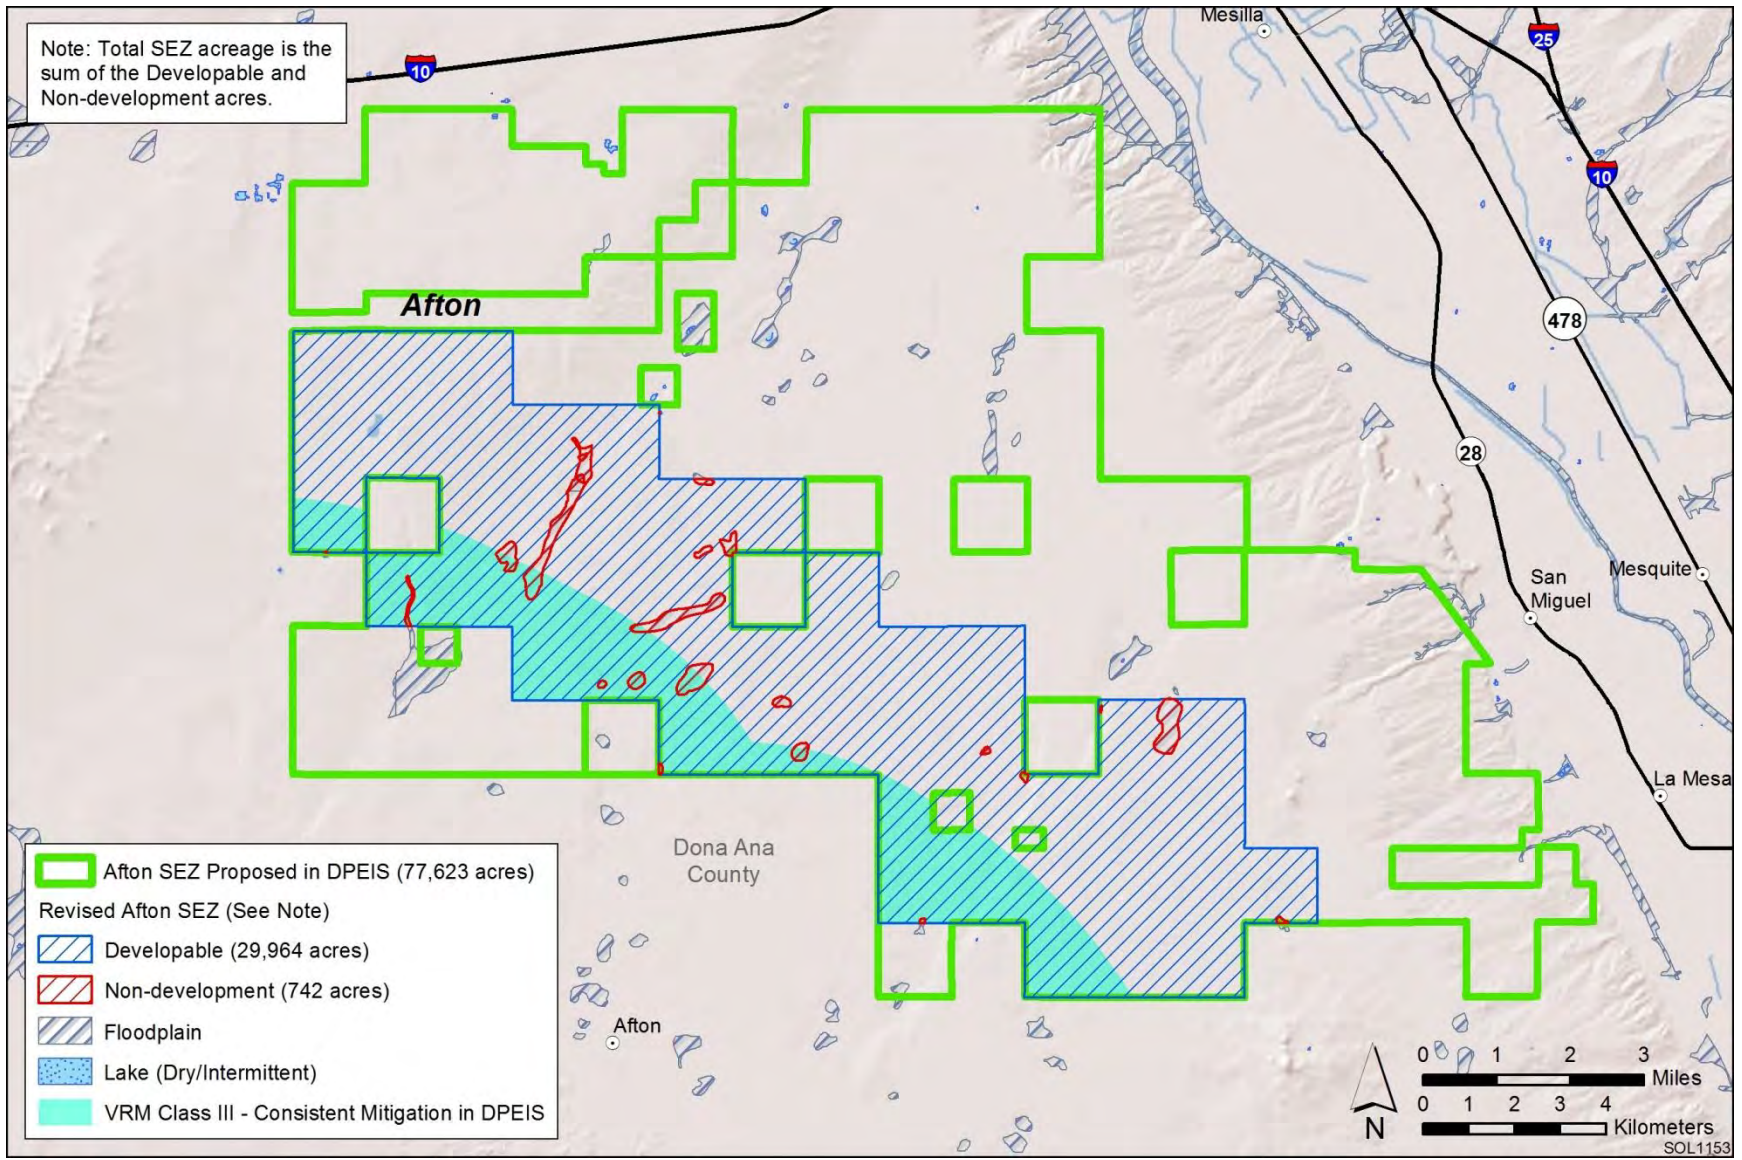 Note: Total SEZ acreage is the
sum of the Developable and
Non-development acres.
10
Mesilla
25
10
Afton
478
28
San
Miguel
Mesquite
La Mesa
Dona Ana
County
Afton
Afton SEZ Proposed in DPEIS (77,623 acres)
Revised Afton SEZ (See Note)
Developable (29,964 acres)
Non-development (742 acres)
Floodplain
Lake (Dry/Intermittent)
VRM Class III - Consistent Mitigation in DPEIS
N
0 1 2 3
Miles
0 1 2 3 4
Kilometers
SOL1153